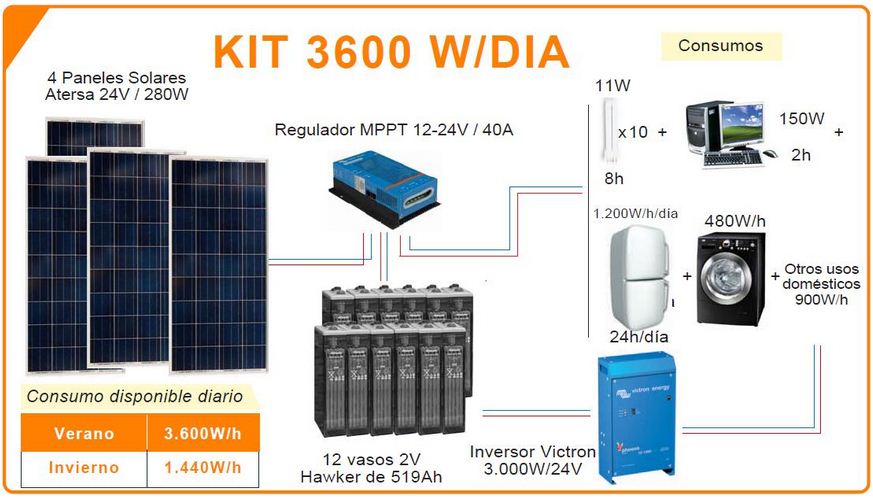 KIT 3600 W/DIA
Consumos
4 Paneles Solares
Atersa 24V / 280W
Regulador MPPT 12-24V / 40A
11W
x10
+
150W
+
8h
2h
1.200W/h/día
480W/h
+
+
Otros usos
domésticos
900W/h
24h/día
Consumo disponible diario
Verano 3.600W/h
Invierno 1.440W/h
12 vasos 2V
Hawker de 519Ah
Inversor Victron
3.000W/24V
victron energy